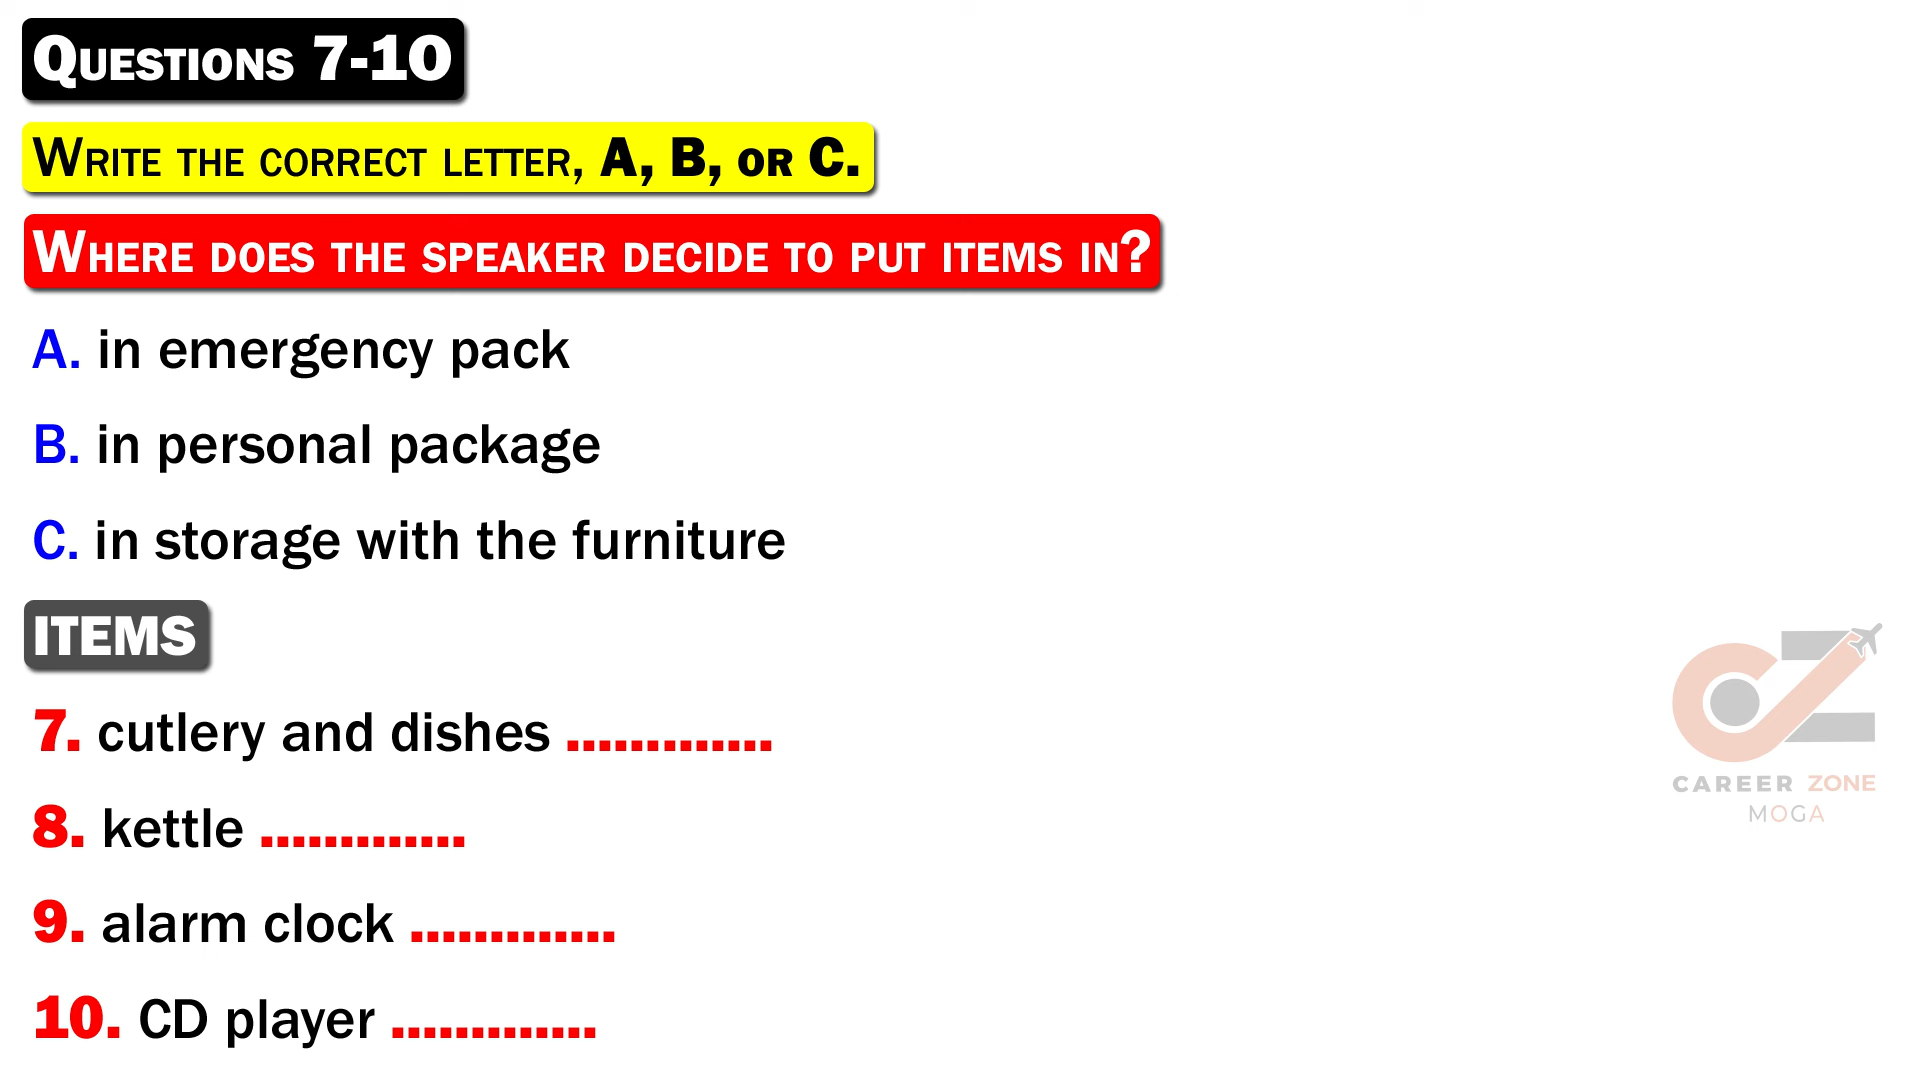 QUESTIONS 7-10
WRITE THE CORRECT LETTER, A, B, OR C.
WHERE DOES THE SPEAKER DECIDE TO PUT ITEMS IN?
A. in emergency pack
B. in personal package
C. in storage with the furniture
ITEMS
7. cutlery and dishes .............
8. kettle .............
9. alarm clock .............
10. CD player .............
CZ
CAREER ZONE
MOGA